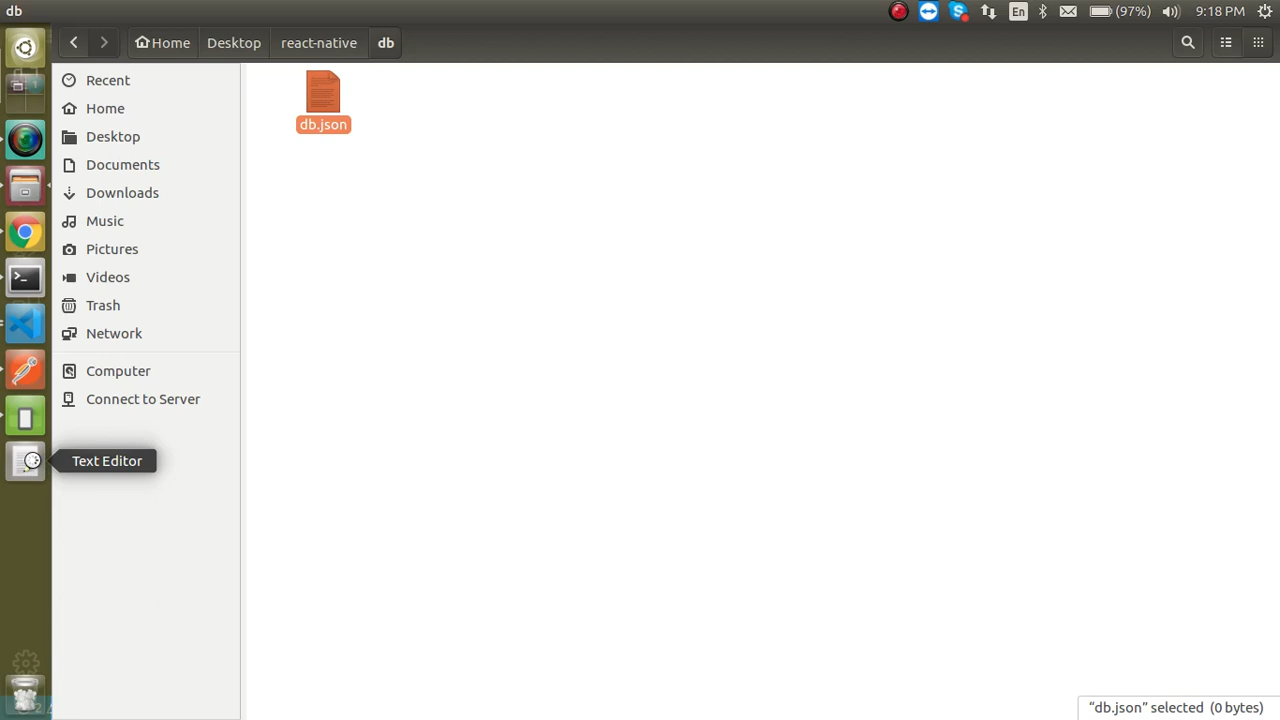 db
En
(97%)
9:18 PM
Home
Desktop
react-native
db
Recent
Home
Desktop
Documents
Downloads
Music
Pictures
Videos
Trash
Network
Computer
Connect to Server
db.json
Text Editor
“db.json” selected (0 bytes)